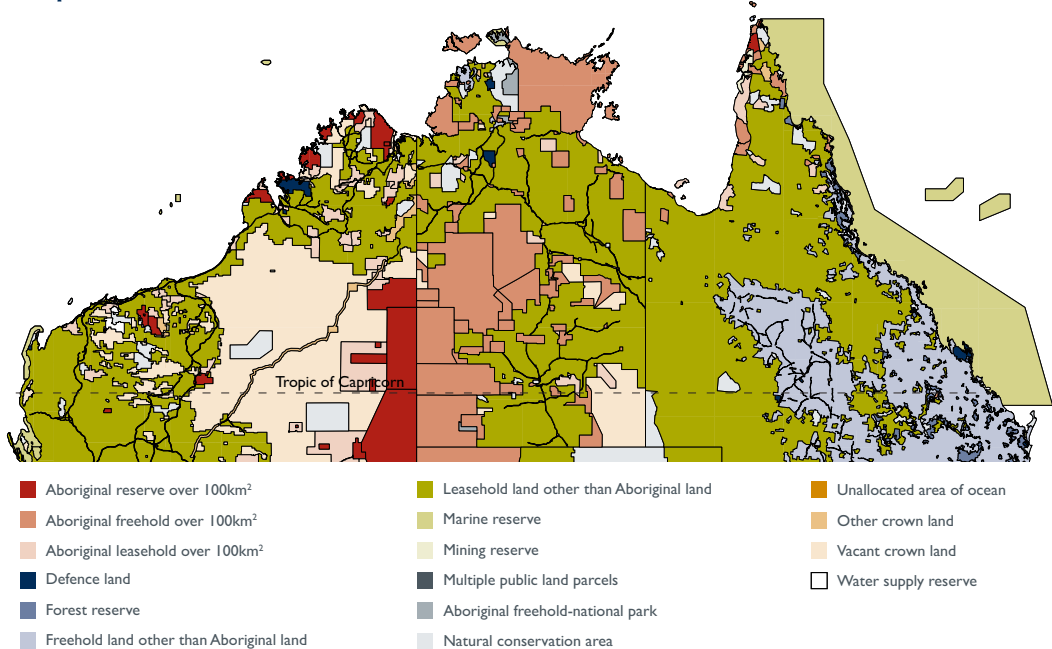 Tropic of Capricorn
Aboriginal reserve over 100km²
Aboriginal freehold over 100km²
Aboriginal leasehold over 100km²
Defence land
Forest reserve
Freehold land other than Aboriginal land
Leasehold land other than Aboriginal land
Marine reserve
Mining reserve
Multiple public land parcels
Aboriginal freehold-national park
Natural conservation area
Unallocated area of ocean
Other crown land
Vacant crown land
Water supply reserve